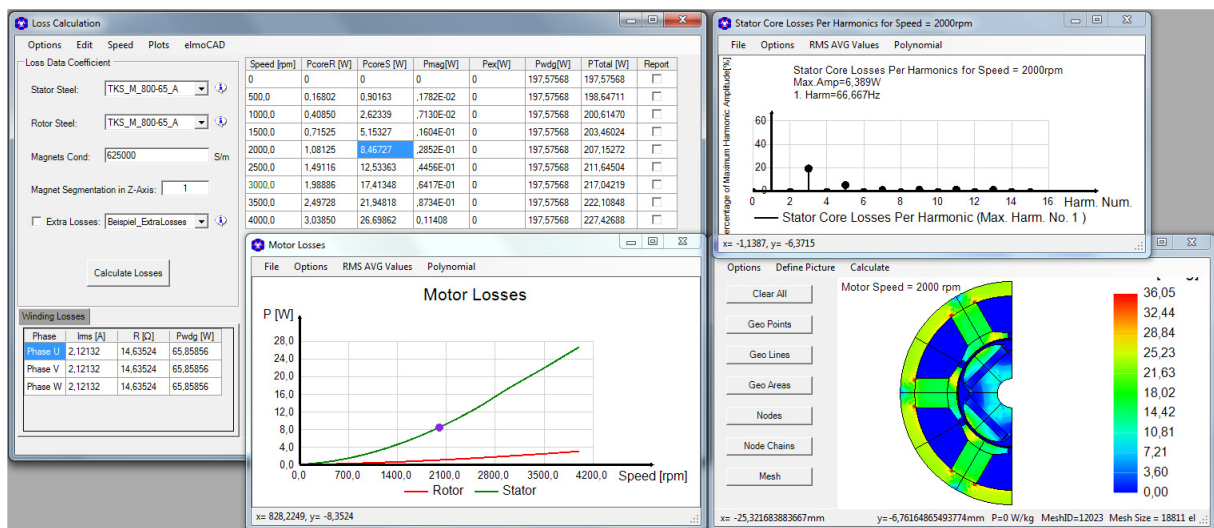 Loss Calculation
Options Edit Speed Plots elmoCAD
Loss Data Coefficient
Stator Steel: TKS_M_800-65_A
Rotor Steel: TKS_M_800-65_A
Magnets Cond: 625000 S/m
Magnet Segmentation in Z-Axis: 1
Extra Losses: Beispiel_ExtraLosses
Calculate Losses
Winding Losses
Phase Irms [A] R [Ω] Pwdg [W]
Phase U 2,12132 14,63524 65,85856
Phase V 2,12132 14,63524 65,85856
Phase W 2,12132 14,63524 65,85856
Speed [rpm] PcoreR [W] PcoreS [W] Pmag[W] Pex[W] Pwdg[W] PTotal [W] Report
0 0 0 0 0 197,57568 197,57568
500,0 0,16802 0,90163 ,1782E-02 0 197,57568 198,64711
1000,0 0,40850 2,62339 ,7130E-02 0 197,57568 200,61470
1500,0 0,71525 5,15327 ,1604E-01 0 197,57568 203,46024
2000,0 1,08125 8,46727 ,2852E-01 0 197,57568 207,15272
2500,0 1,49116 12,53363 ,4456E-01 0 197,57568 211,64504
3000,0 1,98886 17,41348 ,6417E-01 0 197,57568 217,04219
3500,0 2,49728 21,94818 ,8734E-01 0 197,57568 222,10848
4000,0 3,03850 26,69862 0,11408 0 197,57568 227,42688
Motor Losses
File Options RMS AVG Values Polynomial
Motor Losses
P [W]
28,0
24,0
20,0
16,0
12,0
8,0
4,0
0,0
0,0 700,0 1400,0 2100,0 2800,0 3500,0 4200,0 Speed [rpm]
Rotor Stator
x= 828,2249, y= -8,3524
Stator Core Losses Per Harmonics for Speed = 2000rpm
File Options RMS AVG Values Polynomial
Stator Core Losses Per Harmonics for Speed = 2000rpm
Max.Amp=6,389W
1. Harm=66,667Hz
ercentage of Maximum Harmonic Amplitude[%]
60
40
20
0
0 2 4 6 8 10 12 14 16 Harm. Num.
Stator Core Losses Per Harmonic (Max. Harm. No. 1 )
x= -1,1387, y= -6,3715
Options Define Picture Calculate
Clear All
Geo Points
Geo Lines
Geo Areas
Nodes
Node Chains
Mesh
Motor Speed = 2000 rpm
36,05
32,44
28,84
25,23
21,63
18,02
14,42
10,81
7,21
3,60
0,00
x= -25,321683883667mm y=-6,76164865493774mm P=0 W/kg MeshID=12023 Mesh Size = 18811 el